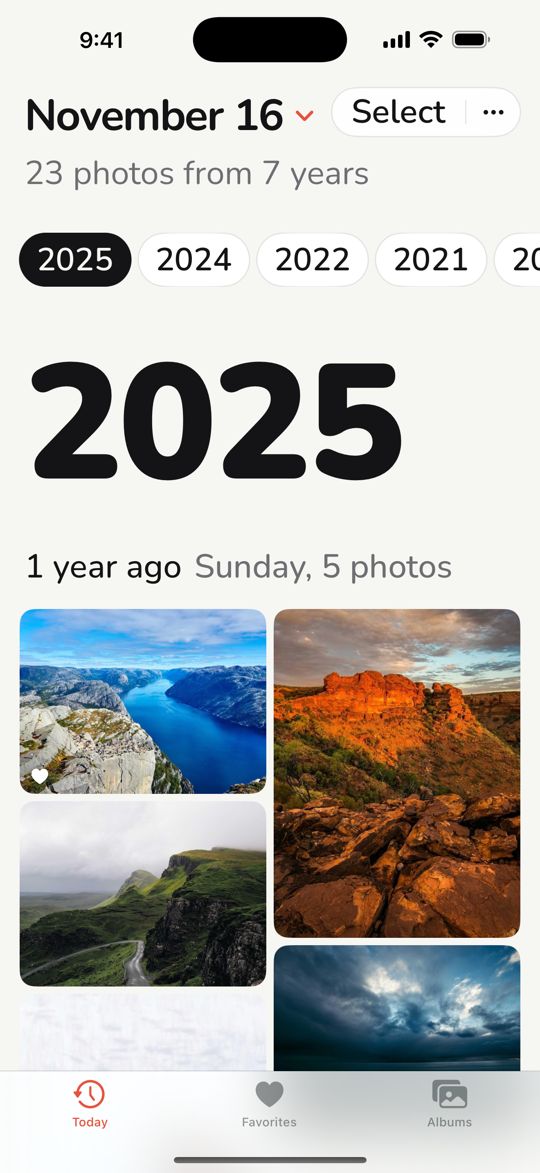 9:41
November 16
Select
23 photos from 7 years
2025 2024 2022 2021 20
2025
1 year ago Sunday, 5 photos
Today Favorites Albums